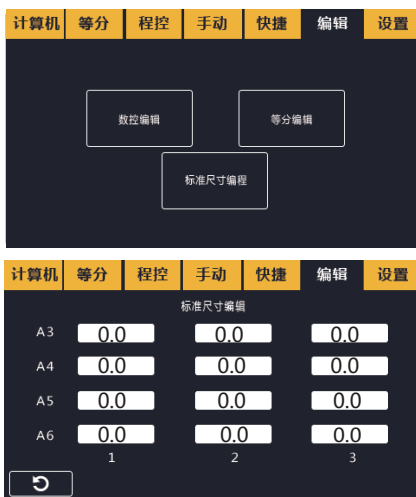 计算机 等分 程控 手动 快捷 编辑 设置
数控编辑 等分编辑
标准尺寸编程
计算机 等分 程控 手动 快捷 编辑 设置
标准尺寸编辑
A3 0.0 0.0 0.0
A4 0.0 0.0 0.0
A5 0.0 0.0 0.0
A6 0.0 0.0 0.0
1 2 3